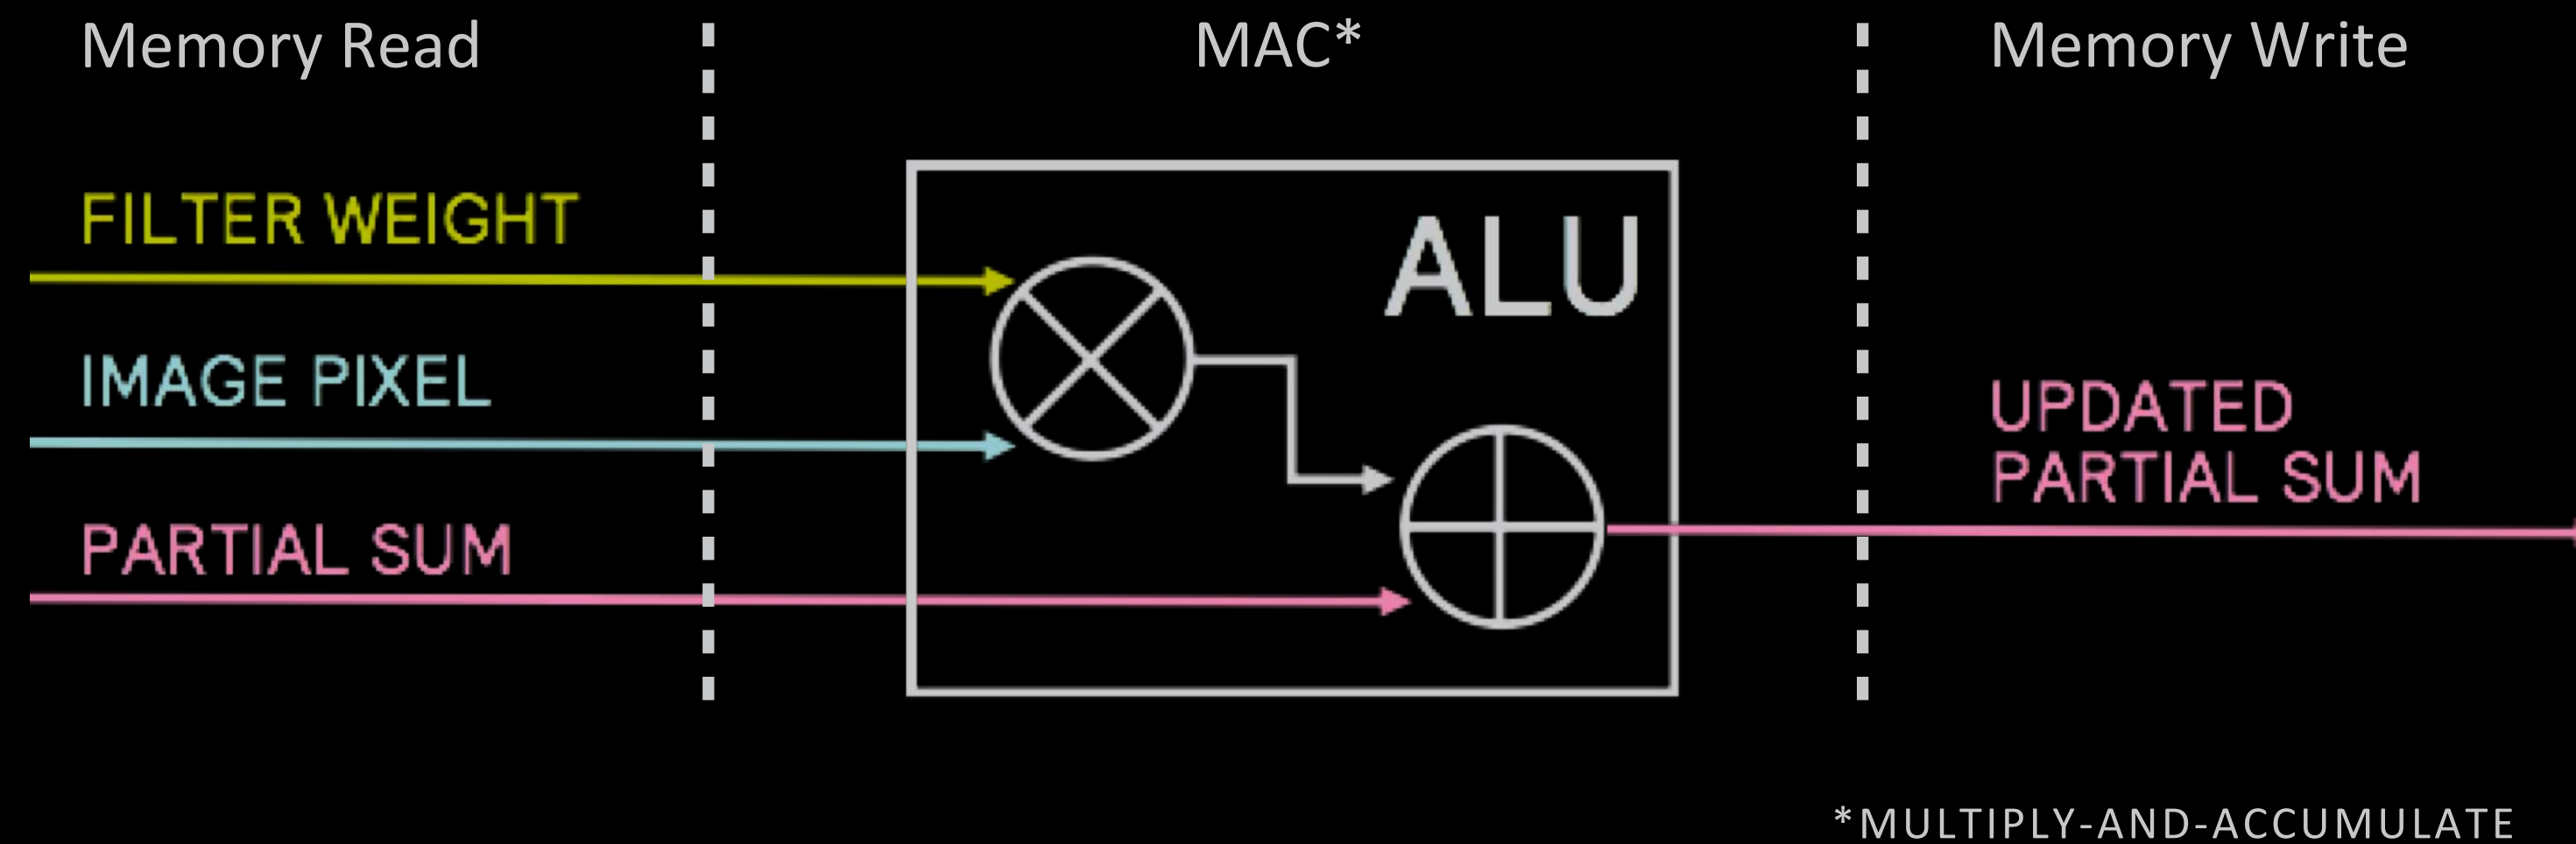 Memory Read
MAC*
Memory Write
FILTER WEIGHT
ALU
IMAGE PIXEL
UPDATED
PARTIAL SUM
PARTIAL SUM
*MULTIPLY-AND-ACCUMULATE